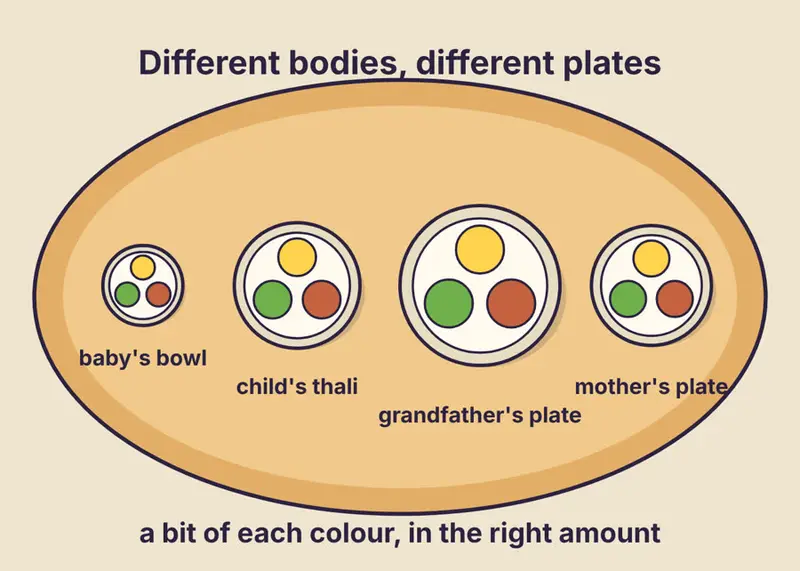 Different bodies, different plates
baby's bowl
child's thali
grandfather's plate
mother's plate
a bit of each colour, in the right amount